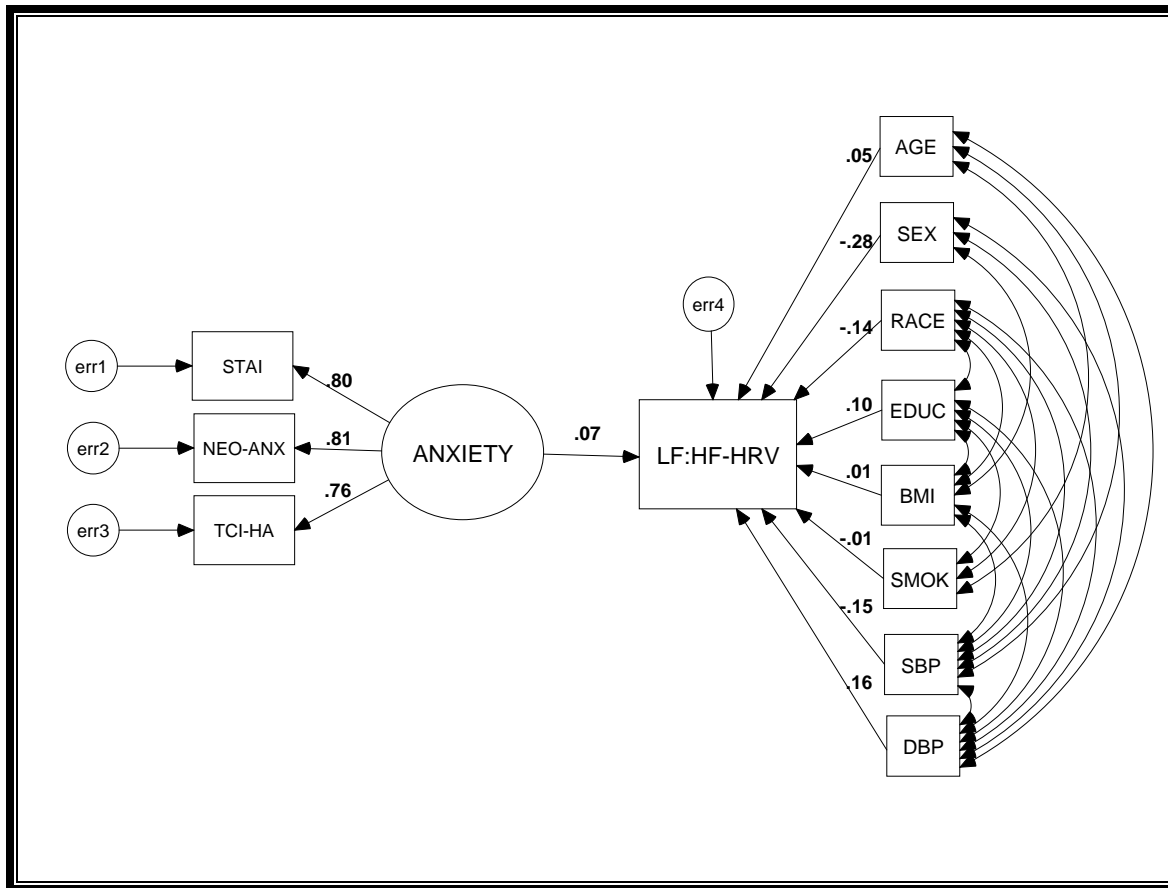 AGE
.05
SEX
-.28
err4
RACE
-.14
STAI
err1
.80
EDUC
.10
NEO-ANX
err2
.81
ANXIETY
.07
LF:HF-HRV
BMI
.01
.76
TCI-HA
err3
-.01
SMOK
-.15
SBP
.16
DBP